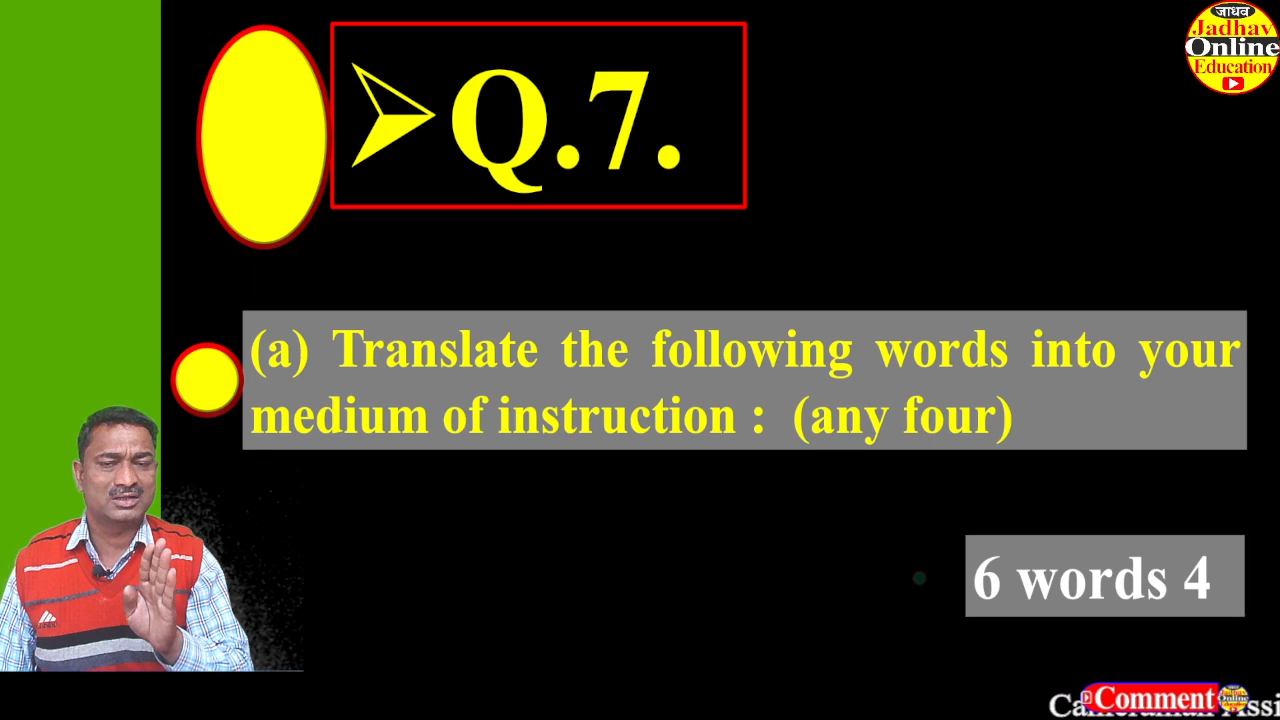 जाधव
Jadhav
Online
Education
➢Q.7.
(a) Translate the following words into your
medium of instruction : (any four)
6 words 4
Comment